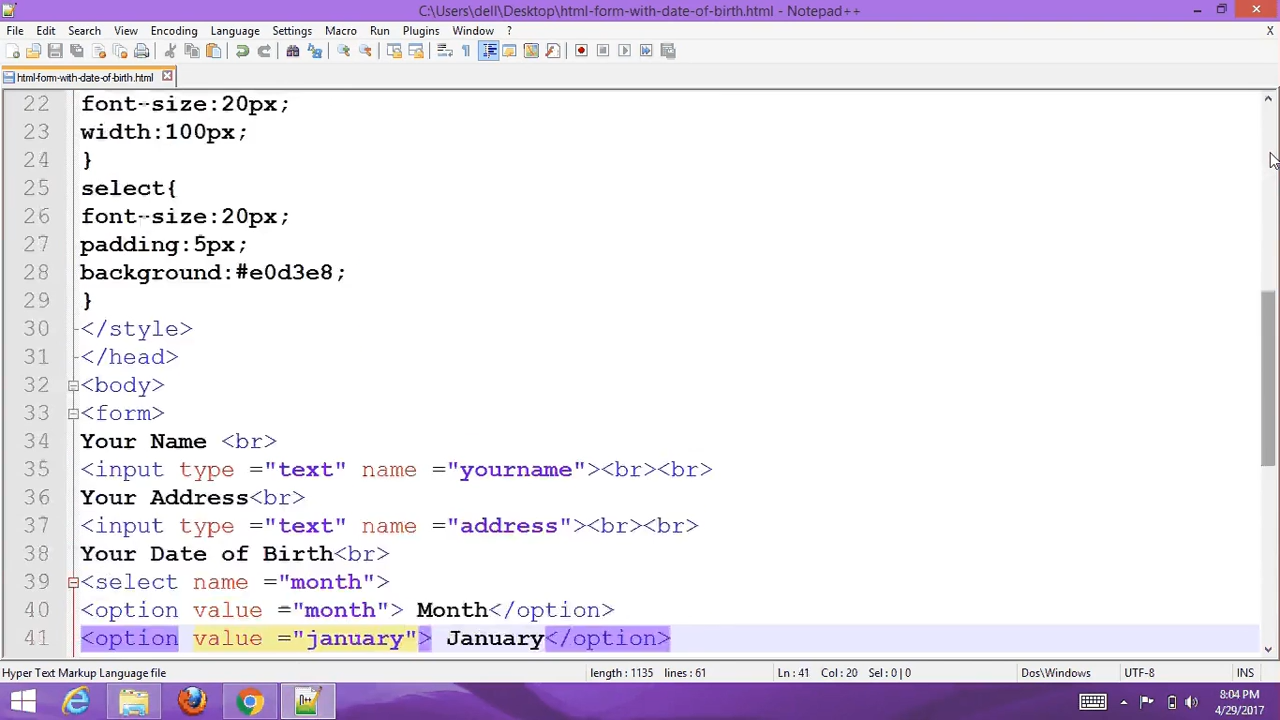 C:\Users\dell\Desktop\html-form-with-date-of-birth.html - Notepad++
File Edit Search View Encoding Language Settings Macro Run Plugins Window ? X
html-form-with-date-of-birth.html
22 font-size:20px;
23 width:100px;
24 }
25 select{
26 font-size:20px;
27 padding:5px;
28 background:#e0d3e8;
29 }
30 </style>
31 </head>
32 <body>
33 <form>
34 Your Name <br>
35 <input type ="text" name ="yourname"><br><br>
36 Your Address<br>
37 <input type ="text" name ="address"><br><br>
38 Your Date of Birth<br>
39 <select name ="month">
40 <option value ="month"> Month</option>
41 <option value ="january"> January</option>
Hyper Text Markup Language file length : 1135 lines : 61 Ln : 41 Col : 20 Sel : 0 | 0 Dos\Windows UTF-8 INS
8:04 PM
4/29/2017